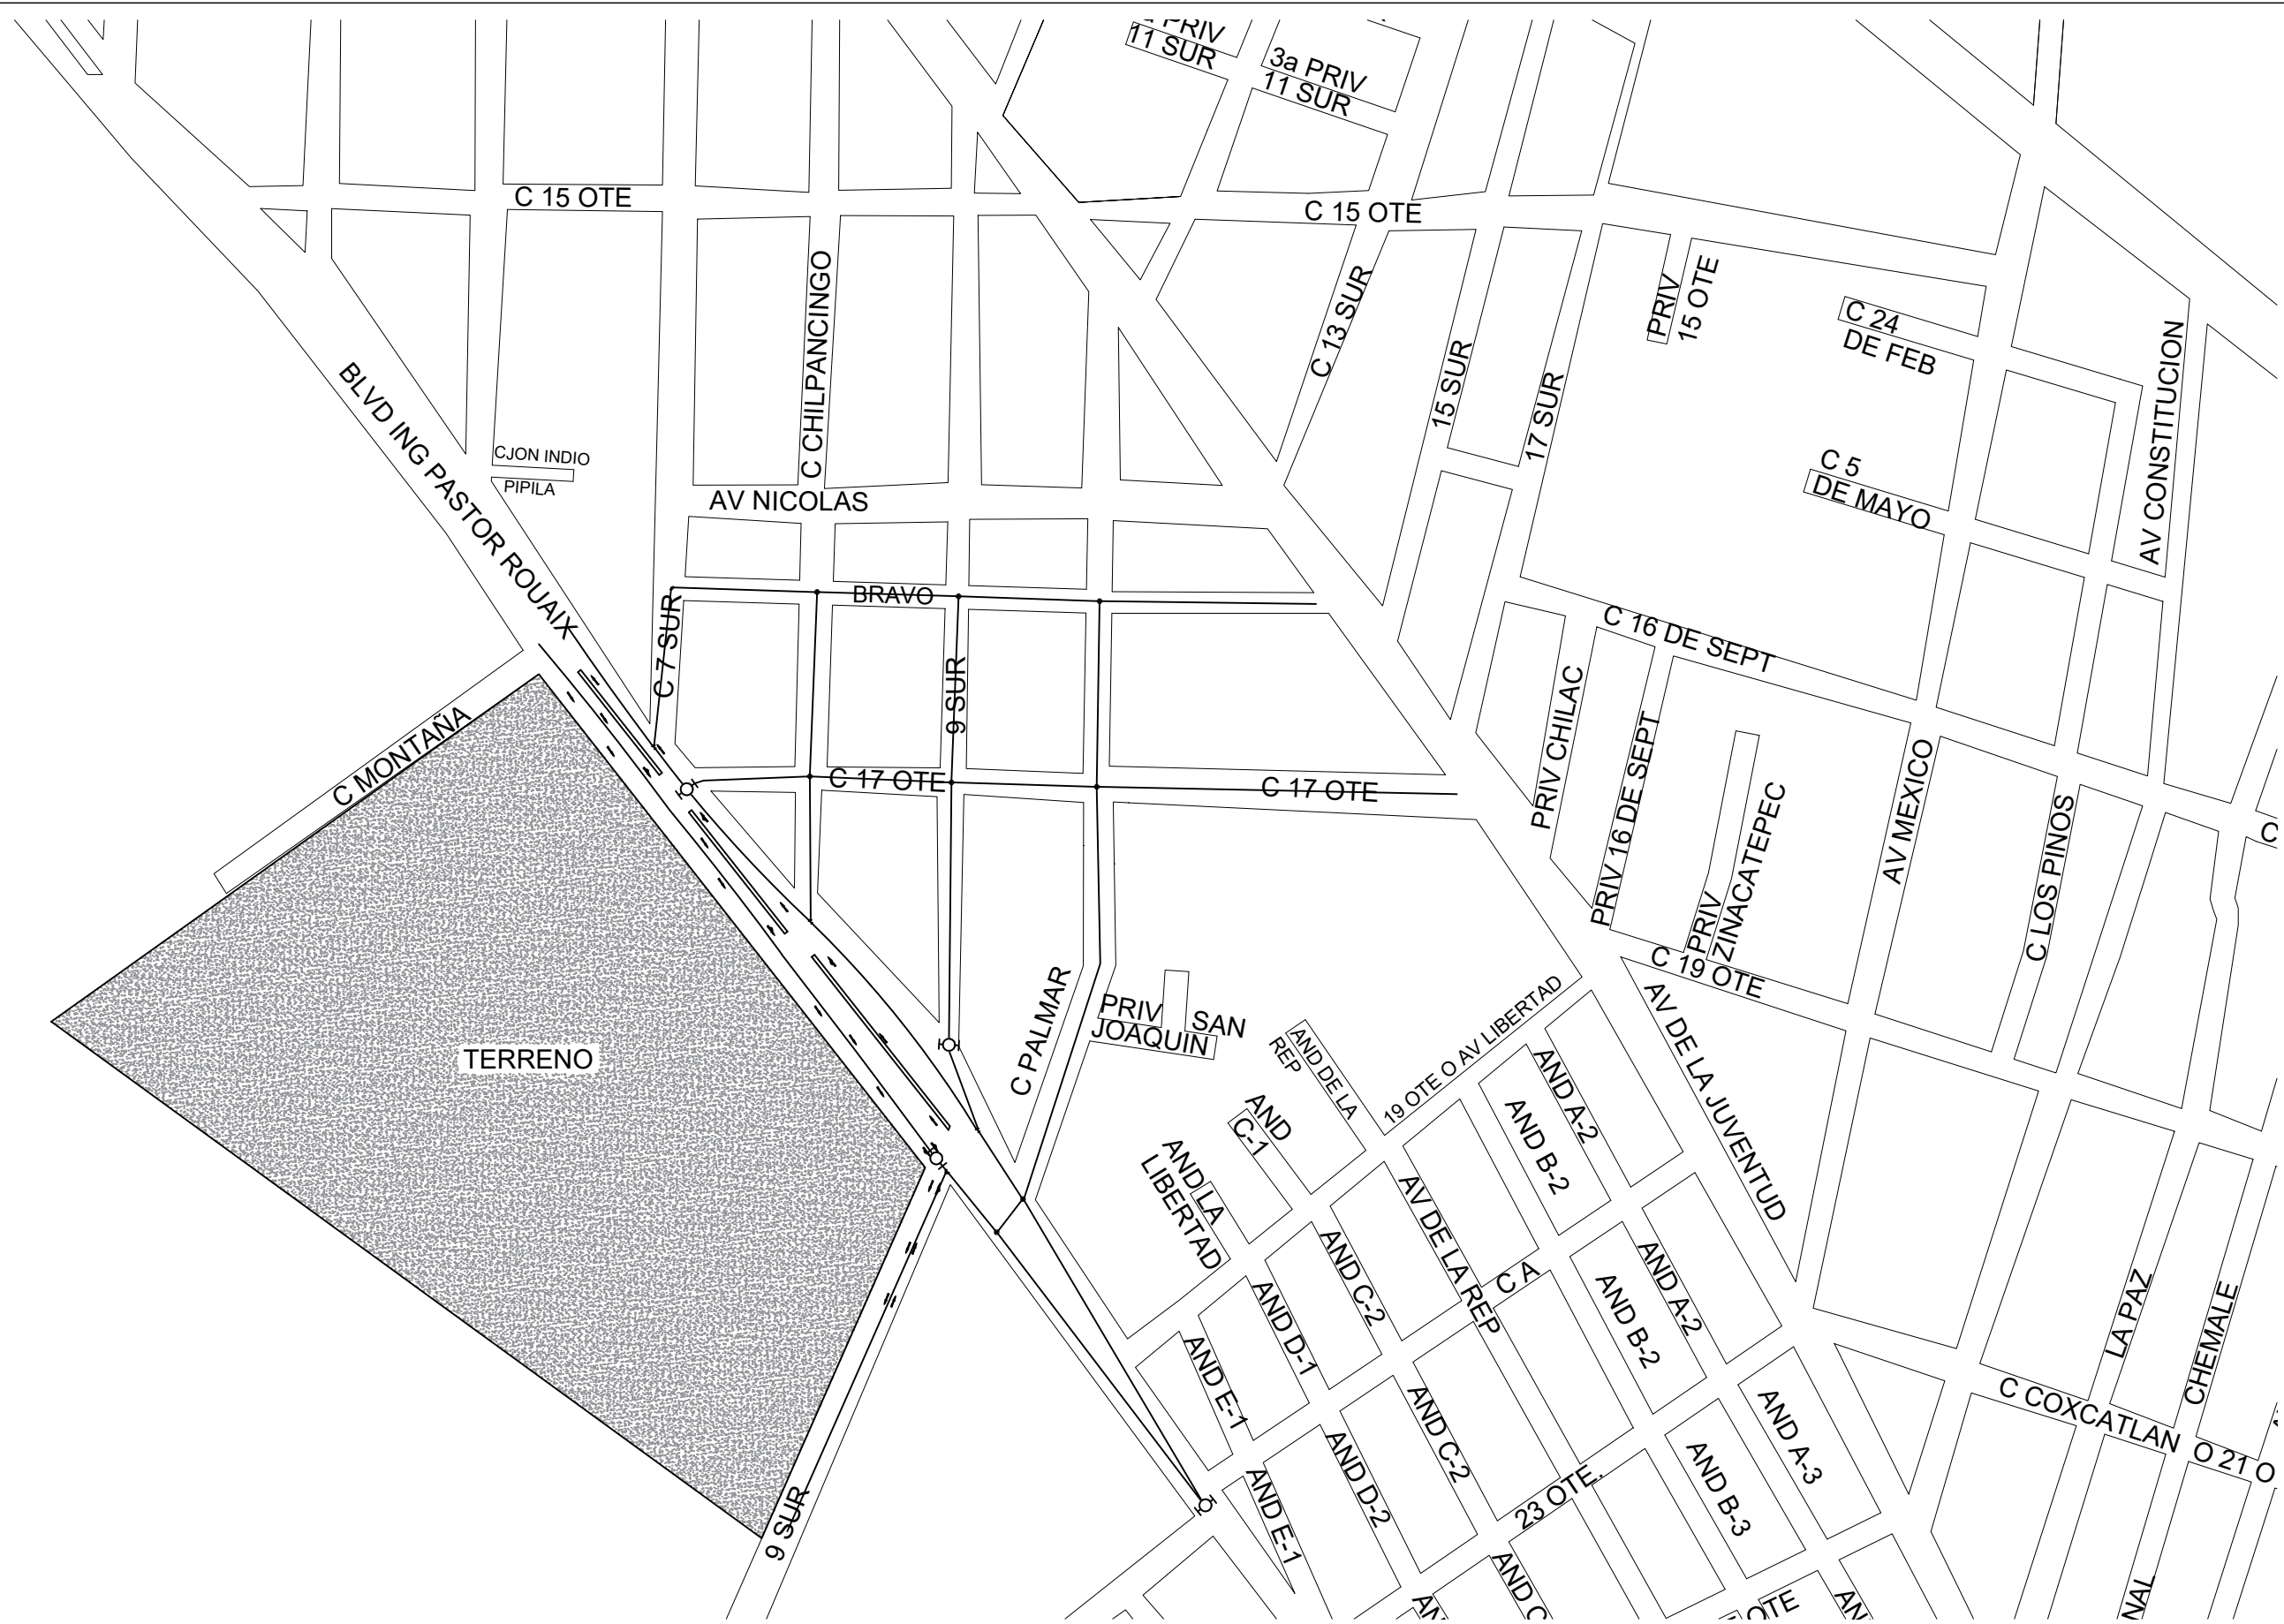 PRIV
11 SUR
3a PRIV
11 SUR
C 15 OTE
C 15 OTE
C CHILPANCINGO
C 13 SUR
15 SUR
17 SUR
PRIV
15 OTE
C 24
DE FEB
AV CONSTITUCION
BLVD ING PASTOR ROUAIX
CJON INDIO
PIPILA
AV NICOLAS
BRAVO
C 5
DE MAYO
C 7 SUR
9 SUR
C 16 DE SEPT
C MONTAÑA
C 17 OTE
C 17 OTE
PRIV CHILAC
PRIV 16 DE SEPT
PRIV
ZINACATEPEC
AV MEXICO
C LOS PINOS
C
C 19 OTE
TERRENO
C PALMAR
PRIV SAN
JOAQUIN
AND DE LA
REP
19 OTE O AV LIBERTAD
AV DE LA JUVENTUD
AND
C-1
AND LA
LIBERTAD
AND A-2
AND B-2
AV DE LA REP
C A
AND C-2
AND D-1
AND E-1
AND A-2
AND B-2
LA PAZ
CHEMALE
C COXCATLAN O 21 O
AND C-2
AND D-2
AND E-1
23 OTE.
AND A-3
AND B-3
9 SUR
AND C
AN
OTE
AN
NAL